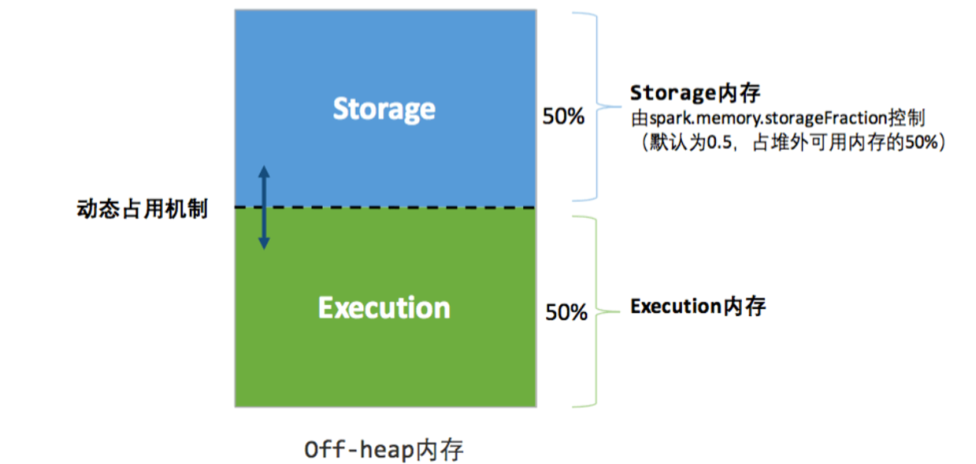 Storage
50%
Storage内存
由spark.memory.storageFraction控制
（默认为0.5，占堆外可用内存的50%）
动态占用机制
Execution
50%
Execution内存
Off-heap内存